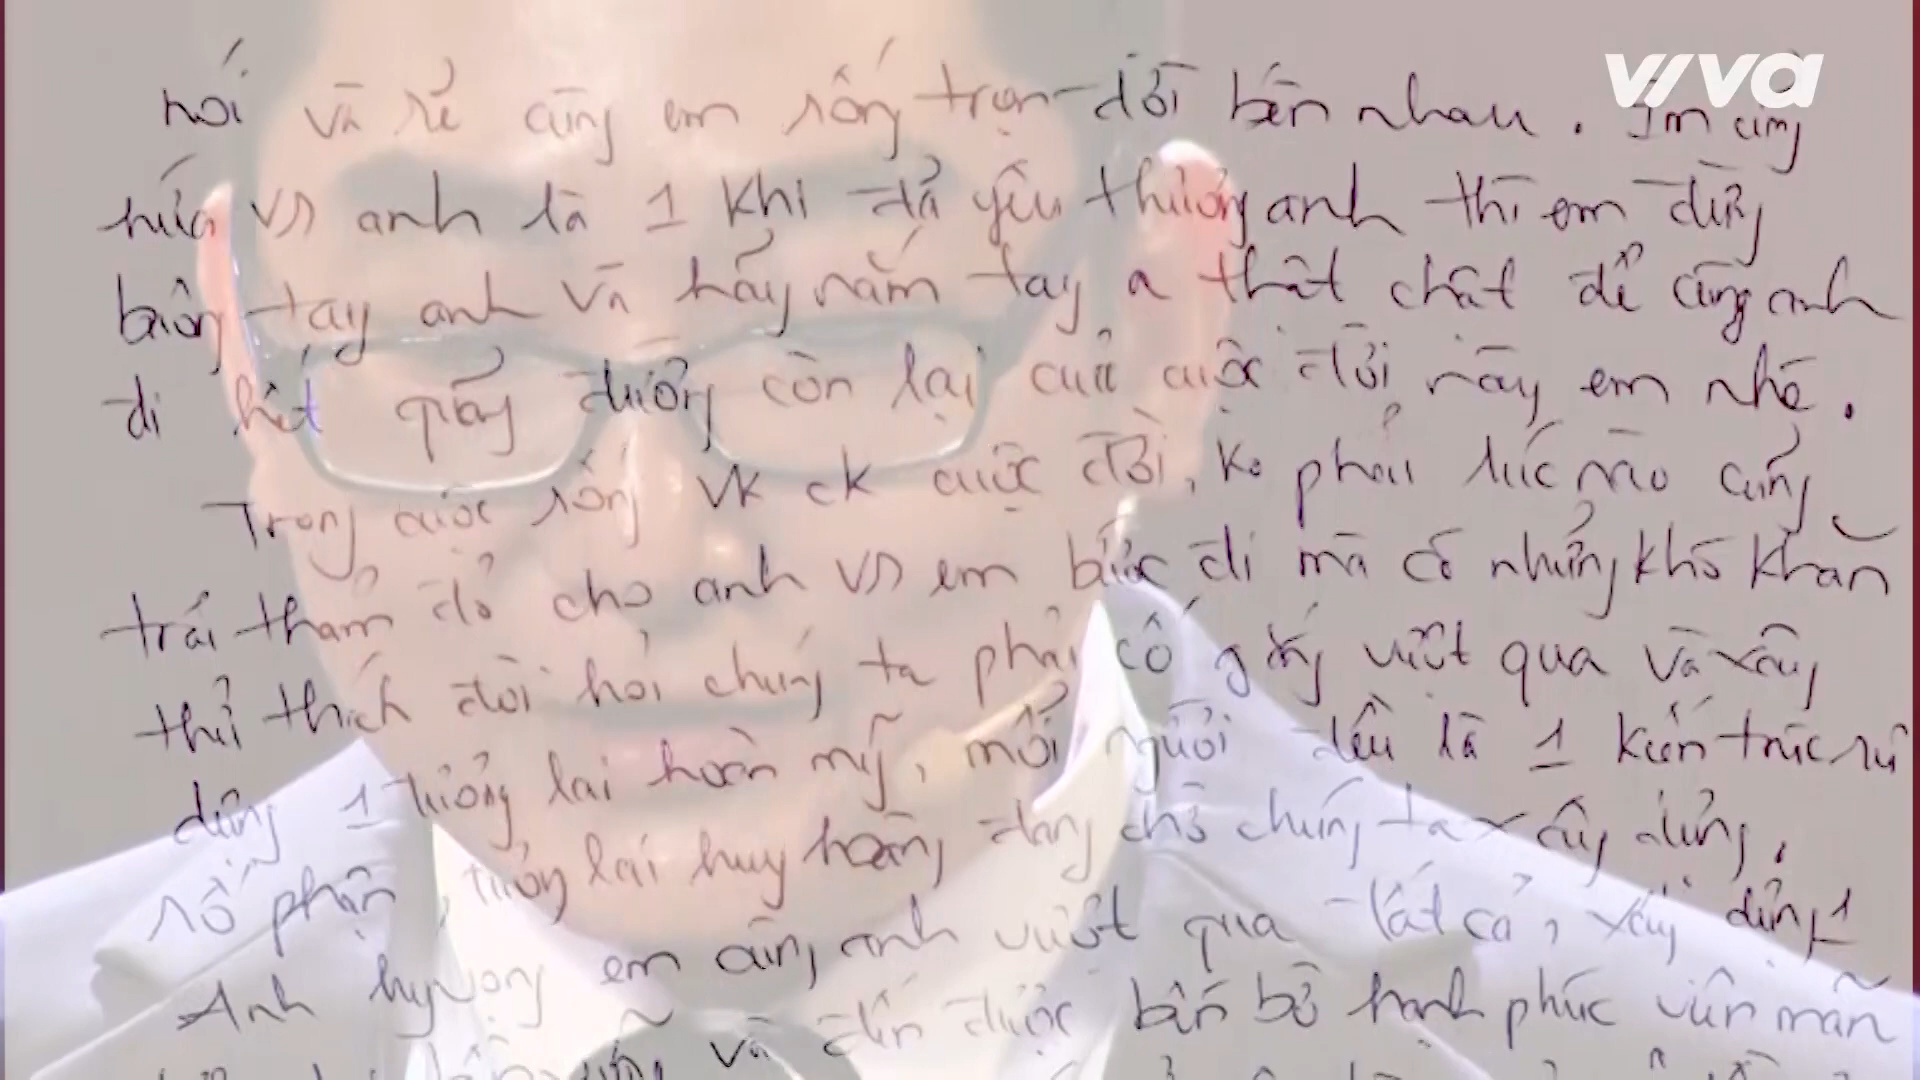 VIVA
nói và sẽ cùng em sống trọn đời bên nhau. Em cũng
hứa vs anh là 1 khi đã yêu thương anh thì em đừng
buông tay anh và hãy nắm tay a thật chặt để cùng anh
đi hết quãng đường còn lại của cuộc đời này em nhé.
Trong cuộc sống vk ck cuộc đời, ko phải lúc nào cũng
trải thảm đỏ cho anh vs em bước đi mà có những khó khăn
thử thách đòi hỏi chúng ta phải cố gắng vượt qua và xây
dựng 1 tương lai hoàn mỹ, mỗi người đều là 1 kiến trúc sư
số phận, tương lai huy hoàng đang chờ chúng ta xây dựng,
Anh hy vọng em cùng anh vượt qua tất cả, xây dựng 1
và đến được bến bờ hạnh phúc viên mãn